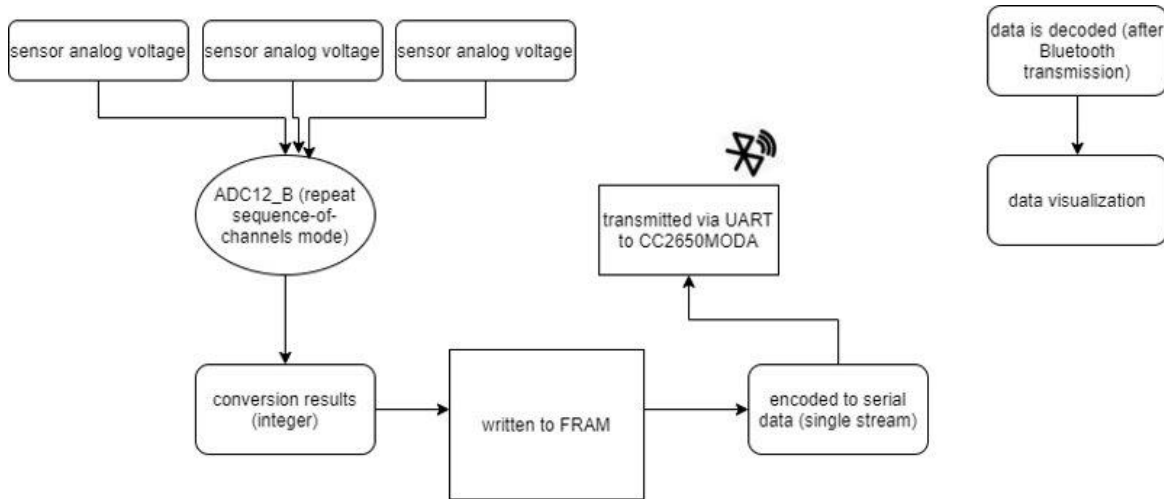 sensor analog voltage
sensor analog voltage
sensor analog voltage
data is decoded (after
Bluetooth
transmission)
ADC12_B (repeat
sequence-of-
channels mode)
transmitted via UART
to CC2650MODA
data visualization
conversion results
(integer)
written to FRAM
encoded to serial
data (single stream)